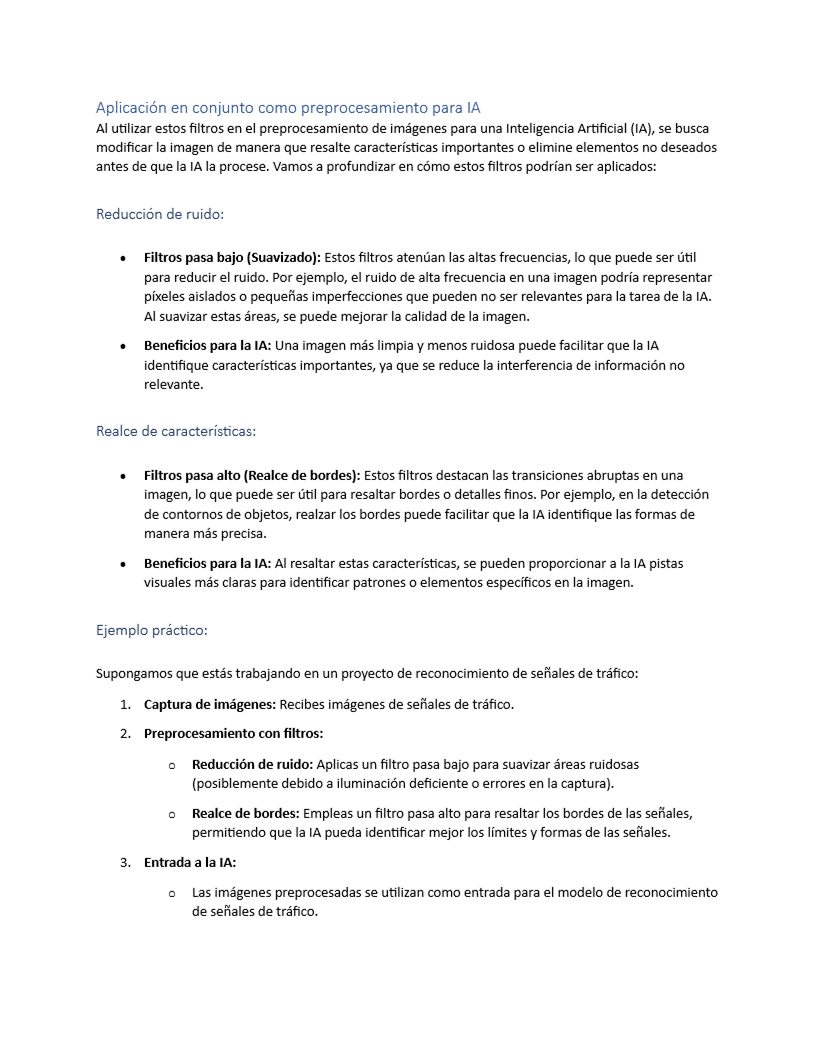 Aplicación en conjunto como preprocesamiento para IA
Al utilizar estos filtros en el preprocesamiento de imágenes para una Inteligencia Artificial (IA), se busca
modificar la imagen de manera que resalte características importantes o elimine elementos no deseados
antes de que la IA la procese. Vamos a profundizar en cómo estos filtros podrían ser aplicados:
Reducción de ruido:
• Filtros pasa bajo (Suavizado): Estos filtros atenúan las altas frecuencias, lo que puede ser útil
para reducir el ruido. Por ejemplo, el ruido de alta frecuencia en una imagen podría representar
píxeles aislados o pequeñas imperfecciones que pueden no ser relevantes para la tarea de la IA.
Al suavizar estas áreas, se puede mejorar la calidad de la imagen.
• Beneficios para la IA: Una imagen más limpia y menos ruidosa puede facilitar que la IA
identifique características importantes, ya que se reduce la interferencia de información no
relevante.
Realce de características:
• Filtros pasa alto (Realce de bordes): Estos filtros destacan las transiciones abruptas en una
imagen, lo que puede ser útil para resaltar bordes o detalles finos. Por ejemplo, en la detección
de contornos de objetos, realzar los bordes puede facilitar que la IA identifique las formas de
manera más precisa.
• Beneficios para la IA: Al resaltar estas características, se pueden proporcionar a la IA pistas
visuales más claras para identificar patrones o elementos específicos en la imagen.
Ejemplo práctico:
Supongamos que estás trabajando en un proyecto de reconocimiento de señales de tráfico:
1. Captura de imágenes: Recibes imágenes de señales de tráfico.
2. Preprocesamiento con filtros:
o Reducción de ruido: Aplicas un filtro pasa bajo para suavizar áreas ruidosas
(posiblemente debido a iluminación deficiente o errores en la captura).
o Realce de bordes: Empleas un filtro pasa alto para resaltar los bordes de las señales,
permitiendo que la IA pueda identificar mejor los límites y formas de las señales.
3. Entrada a la IA:
o Las imágenes preprocesadas se utilizan como entrada para el modelo de reconocimiento
de señales de tráfico.